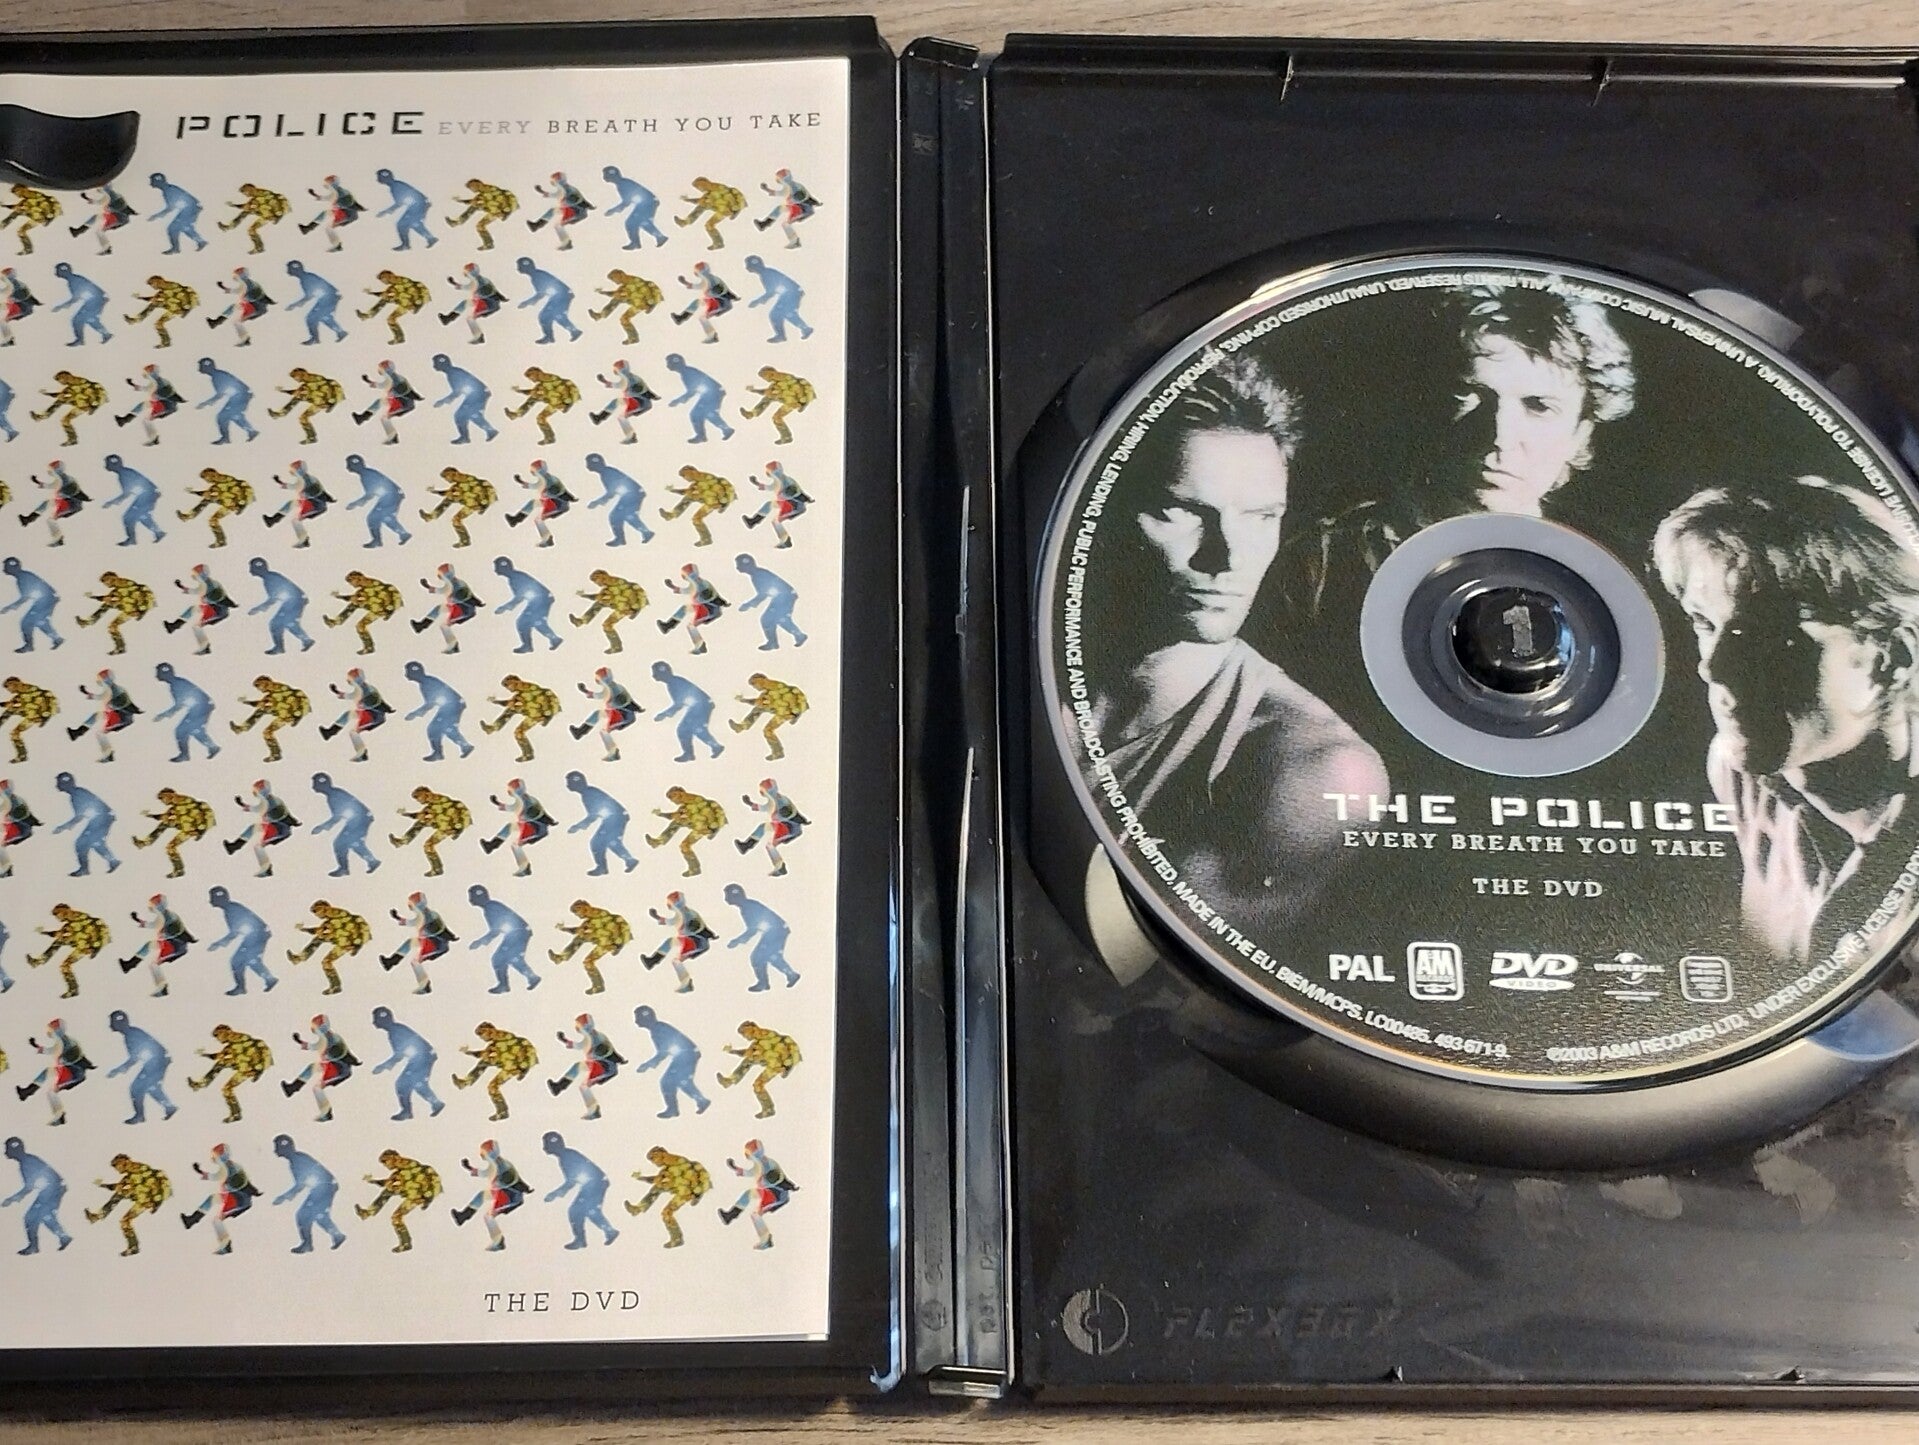 POLICE EVERY BREATH YOU TAKE
THE DVD
UNAUTHORISED COPYING, REPRODUCTION, HIRING, LENDING, PUBLIC PERFORMANCE AND BROADCASTING PROHIBITED. MADE IN THE EU. BIEM/MCPS. LC00485. 493 671-9.
℗2003 A&M RECORDS LTD. UNDER EXCLUSIVE LICENSE TO
A UNIVERSAL MUSIC COMPANY. ALL RIGHTS RESERVED.
1
THE POLICE
EVERY BREATH YOU TAKE
THE DVD
PAL A&M RECORDS DVD VIDEO UNIVERSAL
FLEX3OX